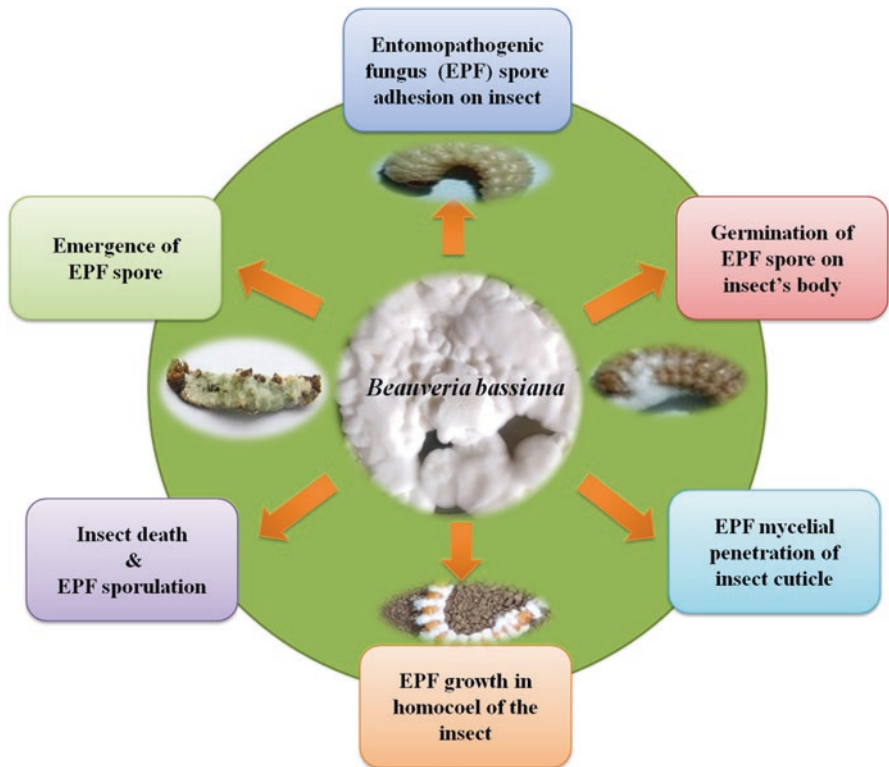 Entomopathogenic
fungus (EPF) spore
adhesion on insect
Emergence of
EPF spore
Germination of
EPF spore on
insect's body
Beauveria bassiana
Insect death
&
EPF sporulation
EPF mycelial
penetration of
insect cuticle
EPF growth in
homocoel of the
insect